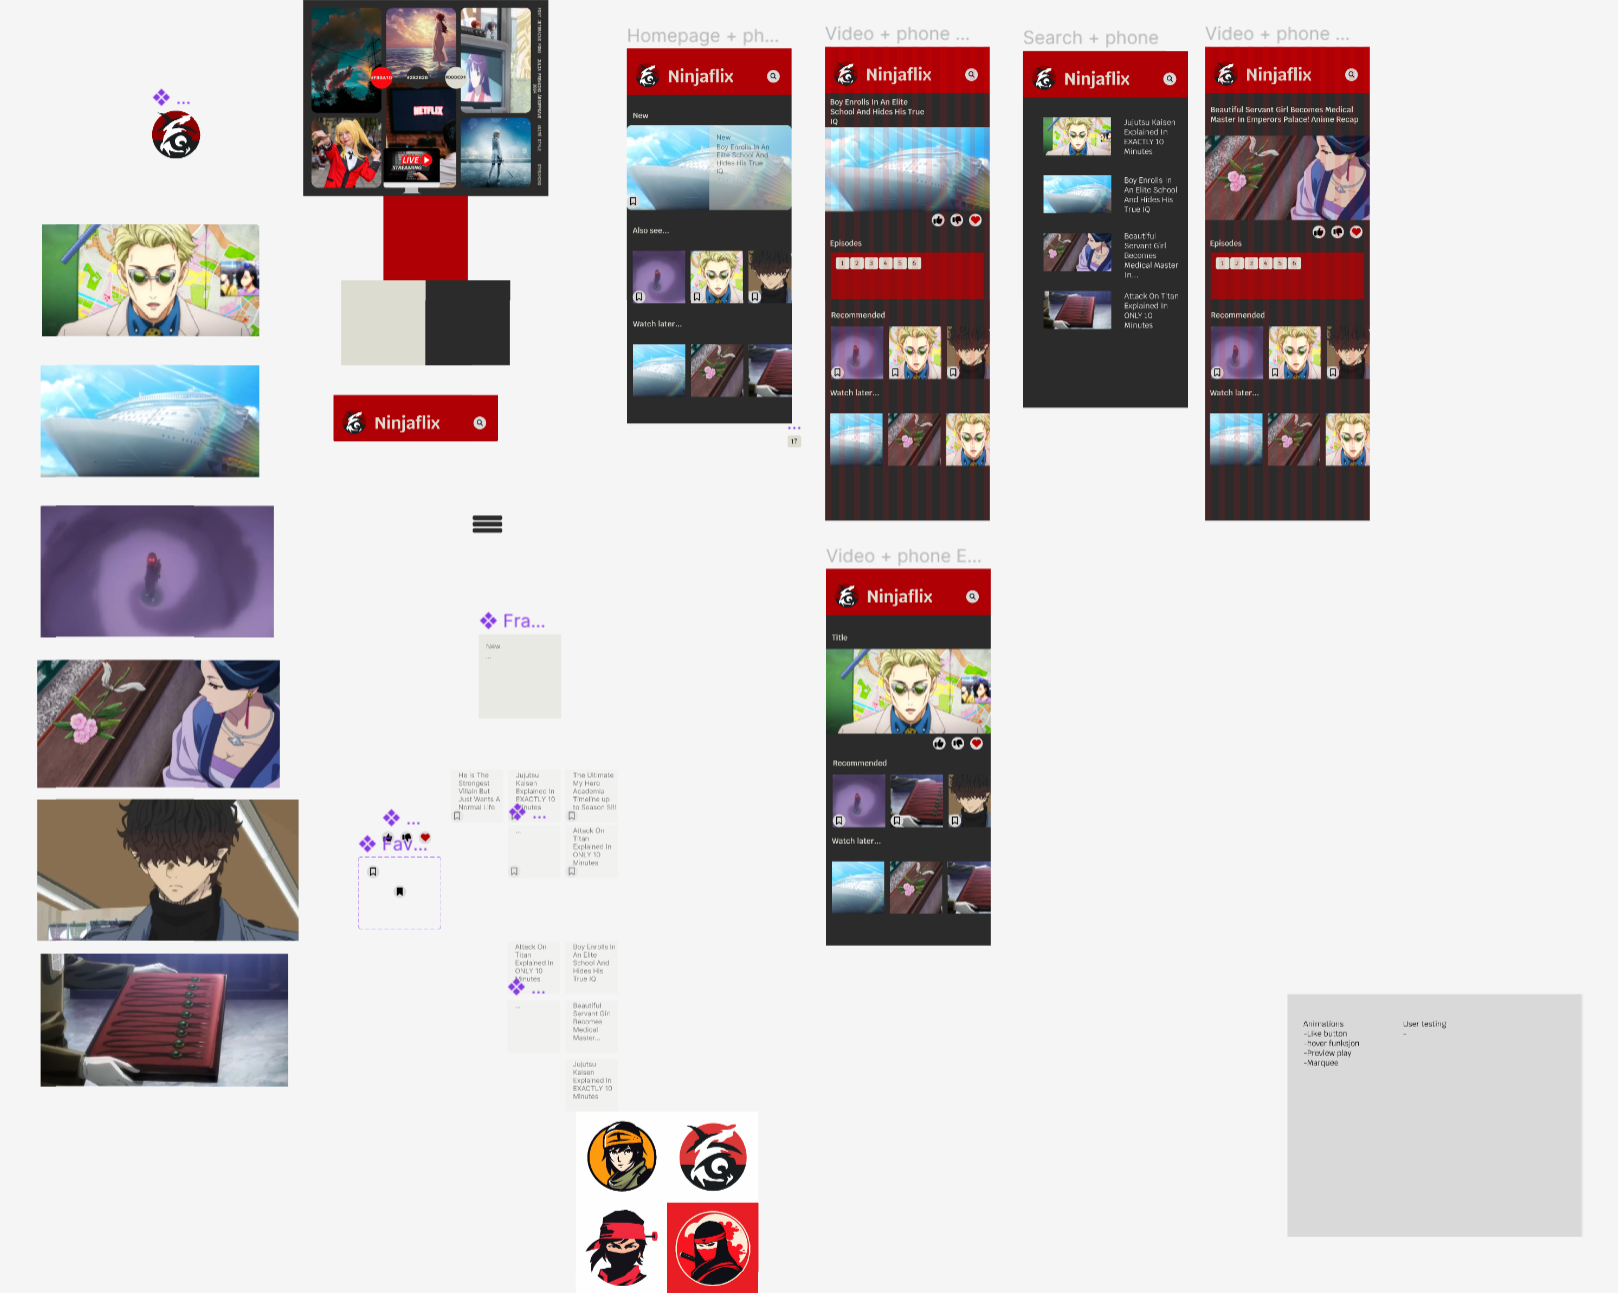 #FB0A10
#282828
#DDDCD1
NETFLIX
LIVE
STREAMING
Ninjaflix
Fra...
New
...
He Is The
Strongest
Villain But
Just Wants A
Normal Life
Jujutsu
Kaisen
Explained In
EXACTLY 10
Minutes
The Ultimate
My Hero
Academia
Timeline up
to Season 5!!!
...
...
Attack On
Titan
Explained In
ONLY 10
Minutes
...
Fav...
Attack On
Titan
Explained In
ONLY 10
Minutes
Boy Enrolls In
An Elite
School And
Hides His
True IQ
...
...
Beautiful
Servant Girl
Becomes
Medical
Master...
Jujutsu
Kaisen
Explained In
EXACTLY 10
Minutes
Homepage + ph...
Ninjaflix
New
New
Boy Enrolls In An
Elite School And
Hides His True
IQ
Also see...
Watch later...
...
17
Video + phone ...
Ninjaflix
Boy Enrolls In An Elite
School And Hides His True
IQ
Episodes
1 2 3 4 5 6
Recommended
Watch later...
Search + phone
Ninjaflix
Jujutsu Kaisen
Explained In
EXACTLY 10
Minutes
Boy Enrolls In
An Elite School
And Hides His
True IQ
Beautiful
Servant Girl
Becomes
Medical Master
In...
Attack On Titan
Explained In
ONLY 10
Minutes
Video + phone ...
Ninjaflix
Beautiful Servant Girl Becomes Medical
Master In Emperors Palace! Anime Recap
Episodes
1 2 3 4 5 6
Recommended
Watch later...
Video + phone E...
Ninjaflix
Title
Recommended
Watch later...
Animations
-Like button
-hover funksjon
-Preview play
-Marquee
User testing
-